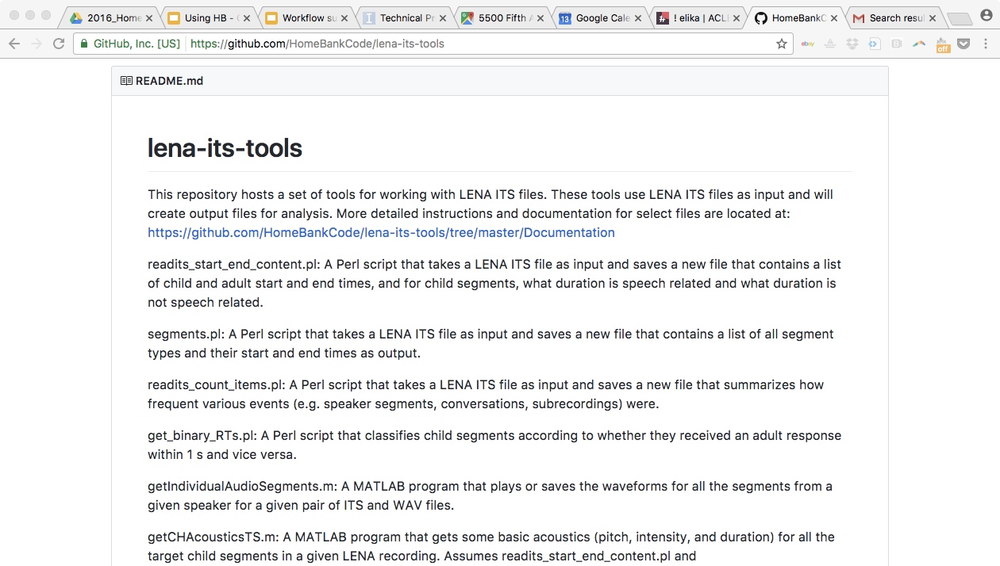 2016_Home
Using HB - 
Workflow su
Technical Pr
5500 Fifth A
13 Google Cale
! elika | ACLE
HomeBankC
Search resul
GitHub, Inc. [US] https://github.com/HomeBankCode/lena-its-tools
ebay
off
README.md
lena-its-tools
This repository hosts a set of tools for working with LENA ITS files. These tools use LENA ITS files as input and will
create output files for analysis. More detailed instructions and documentation for select files are located at:
https://github.com/HomeBankCode/lena-its-tools/tree/master/Documentation
readits_start_end_content.pl: A Perl script that takes a LENA ITS file as input and saves a new file that contains a list
of child and adult start and end times, and for child segments, what duration is speech related and what duration is
not speech related.
segments.pl: A Perl script that takes a LENA ITS file as input and saves a new file that contains a list of all segment
types and their start and end times as output.
readits_count_items.pl: A Perl script that takes a LENA ITS file as input and saves a new file that summarizes how
frequent various events (e.g. speaker segments, conversations, subrecordings) were.
get_binary_RTs.pl: A Perl script that classifies child segments according to whether they received an adult response
within 1 s and vice versa.
getIndividualAudioSegments.m: A MATLAB program that plays or saves the waveforms for all the segments from a
given speaker for a given pair of ITS and WAV files.
getCHAcousticsTS.m: A MATLAB program that gets some basic acoustics (pitch, intensity, and duration) for all the
target child segments in a given LENA recording. Assumes readits_start_end_content.pl and